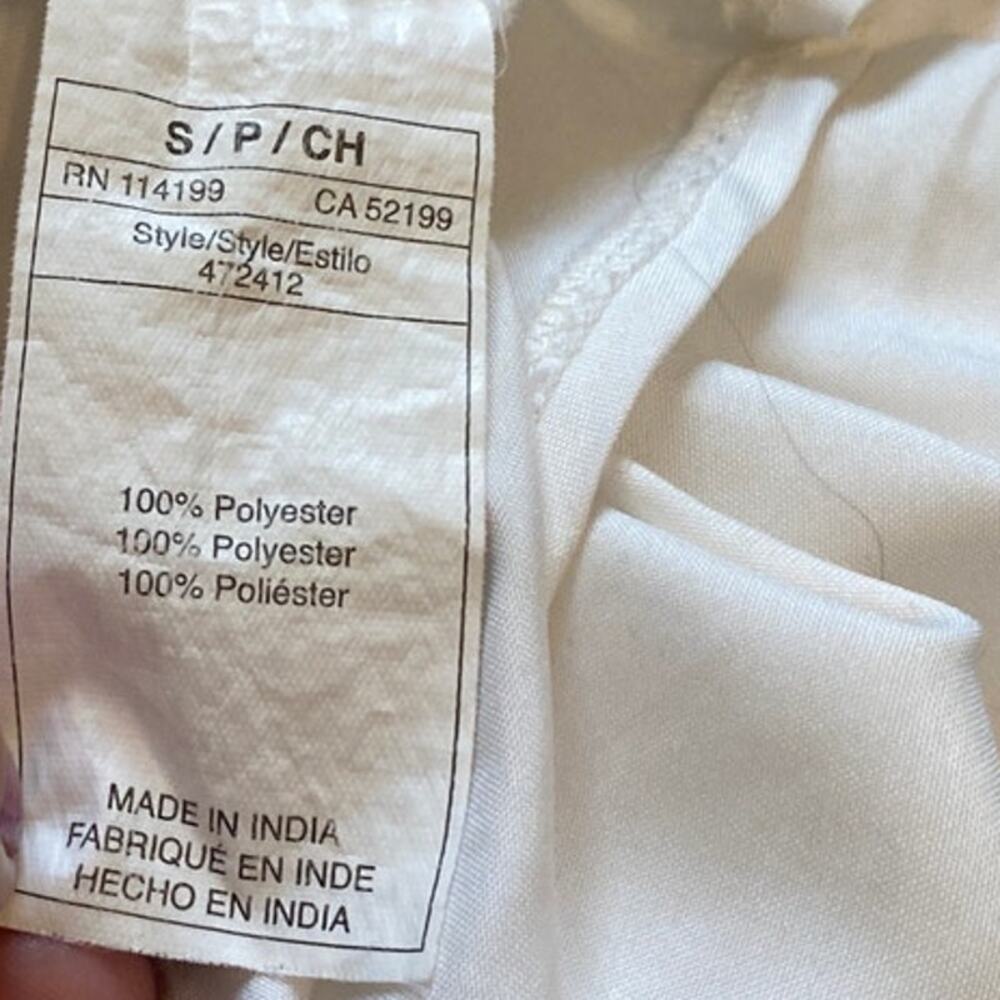 S / P / CH
RN 114199 CA 52199
Style/Style/Estilo
472412
100% Polyester
100% Polyester
100% Poliéster
MADE IN INDIA
FABRIQUÉ EN INDE
HECHO EN INDIA